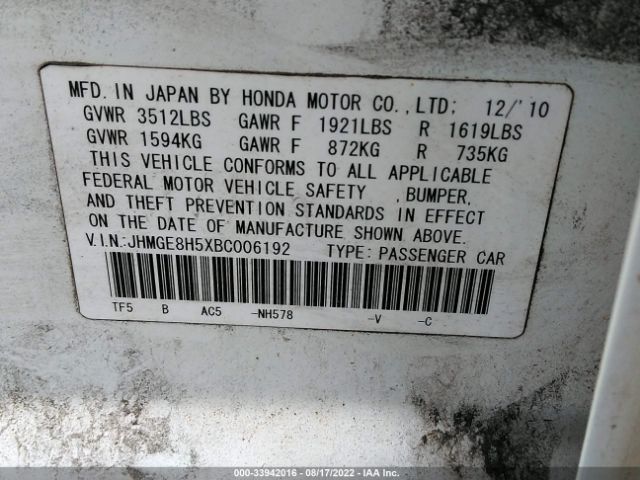 MFD. IN JAPAN BY HONDA MOTOR CO., LTD; 12/'10
GVWR 3512LBS GAWR F 1921LBS R 1619LBS
GVWR 1594KG GAWR F 872KG R 735KG
THIS VEHICLE CONFORMS TO ALL APPLICABLE
FEDERAL MOTOR VEHICLE SAFETY , BUMPER,
AND THEFT PREVENTION STANDARDS IN EFFECT
ON THE DATE OF MANUFACTURE SHOWN ABOVE.
V.I.N.:JHMGE8H5XBC006192 TYPE: PASSENGER CAR
TF5 B AC5 -NH578 -V -C
000-33942016 - 08/17/2022 - IAA Inc.